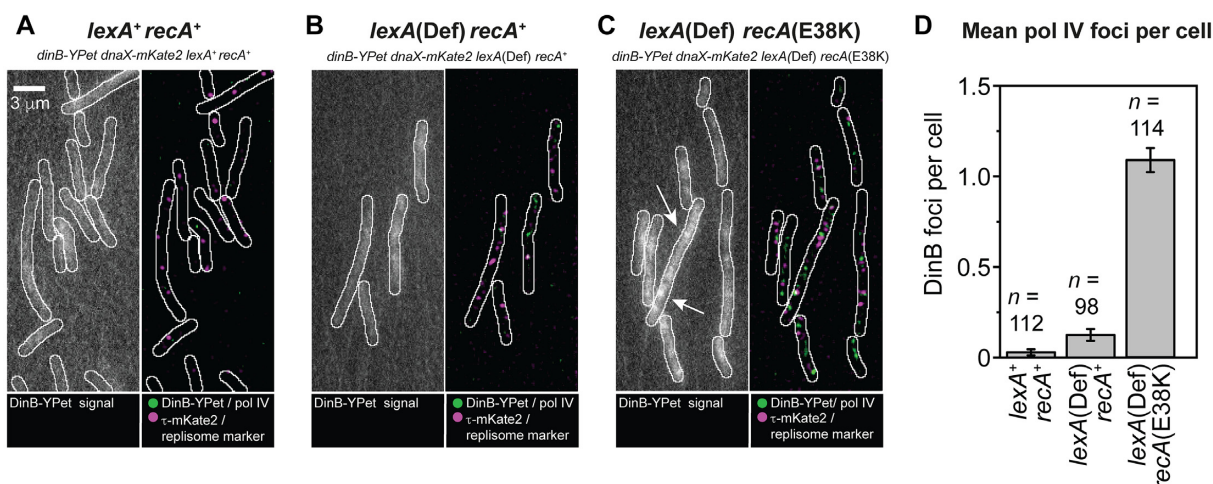 A
lexA+ recA+
dinB-YPet dnaX-mKate2 lexA+ recA+
3 µm
DinB-YPet signal
DinB-YPet / pol IV
τ-mKate2 /
replisome marker
B
lexA(Def) recA+
dinB-YPet dnaX-mKate2 lexA(Def) recA+
DinB-YPet signal
DinB-YPet / pol IV
τ-mKate2 /
replisome marker
C
lexA(Def) recA(E38K)
dinB-YPet dnaX-mKate2 lexA(Def) recA(E38K)
DinB-YPet signal
DinB-YPet/ pol IV
τ-mKate2 /
replisome marker
D
Mean pol IV foci per cell
DinB foci per cell
1.5
1.0
0.5
0
n =
112
n =
98
n =
114
lexA+
recA+
lexA(Def)
recA+
lexA(Def)
recA(E38K)